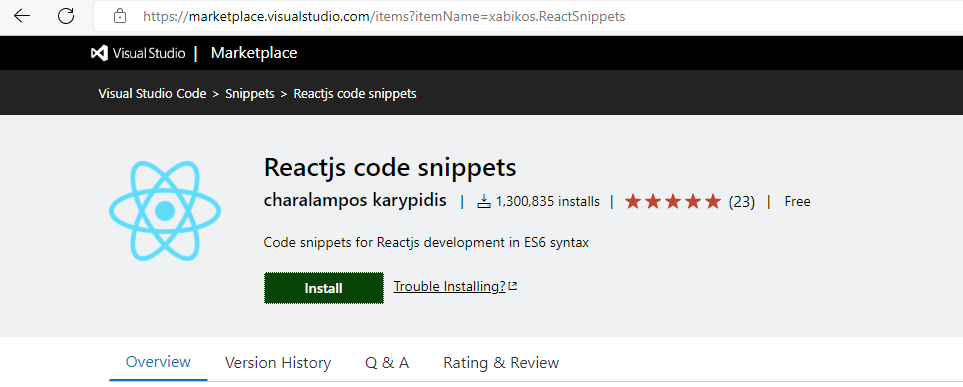 https://marketplace.visualstudio.com/items?itemName=xabikos.ReactSnippets
Visual Studio | Marketplace
Visual Studio Code > Snippets > Reactjs code snippets
Reactjs code snippets
charalampos karypidis | 1,300,835 installs | (23) | Free
Code snippets for Reactjs development in ES6 syntax
Install Trouble Installing?
Overview Version History Q & A Rating & Review